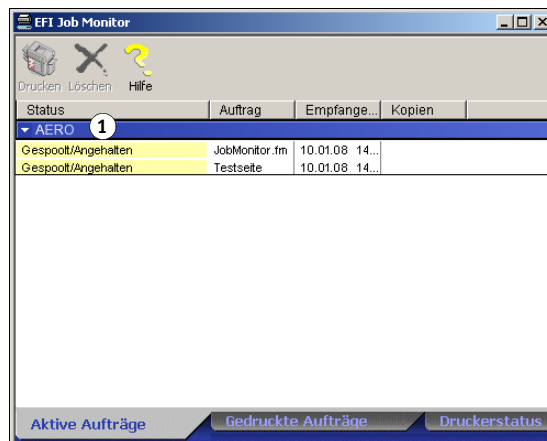 EFI Job Monitor
Drucken Löschen Hilfe
Status Auftrag Empfange... Kopien
AERO 1
Gespoolt/Angehalten JobMonitor.fm 10.01.08 14...
Gespoolt/Angehalten Testseite 10.01.08 14...
Aktive Aufträge Gedruckte Aufträge Druckerstatus